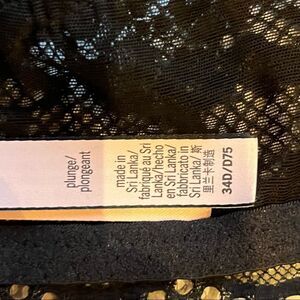 plunge/
plongeant
made in
Sri Lanka/
fabriqué au Sri
Lanka/hecho
en Sri Lanka/
fabbricato in
Sri Lanka/ 斯
里兰卡制造
34D/D75